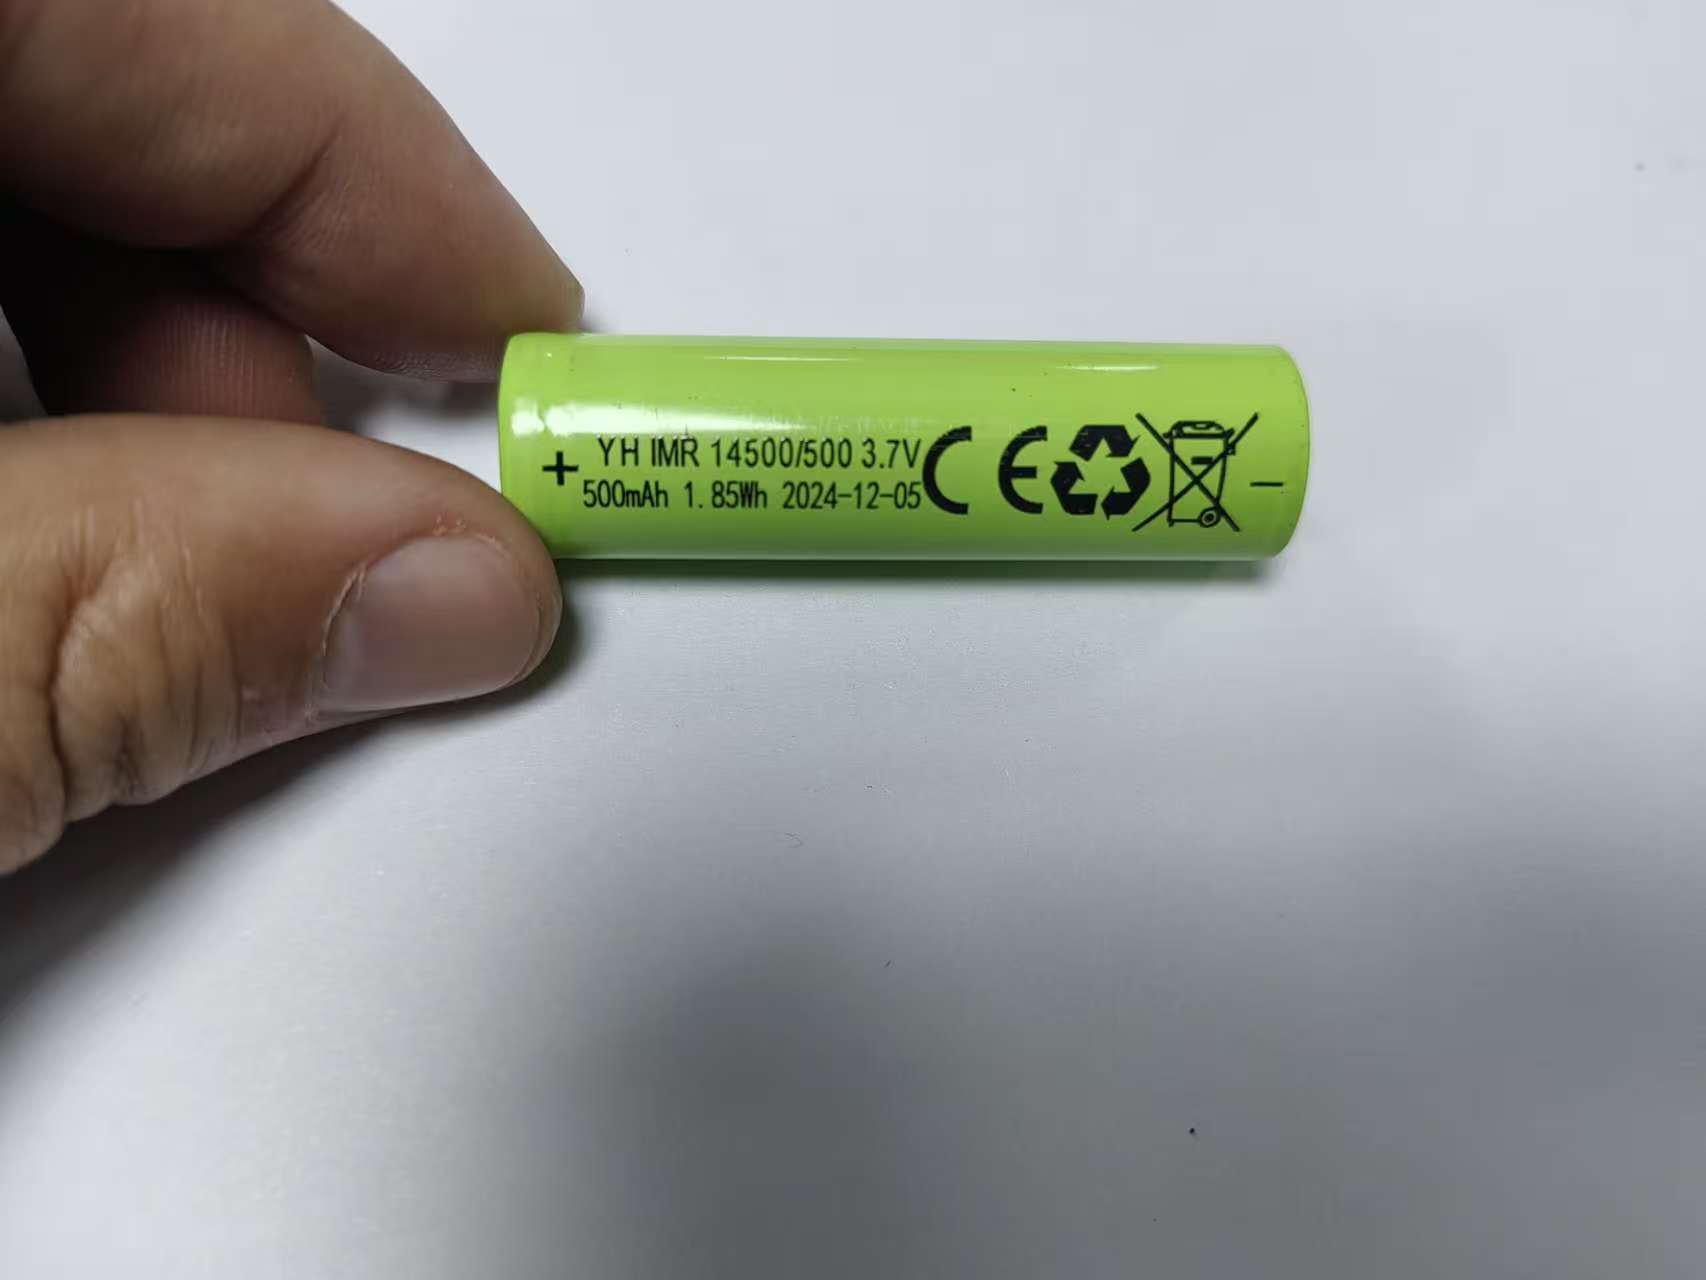 + YH IMR 14500/500 3.7V CE -
500mAh 1.85Wh 2024-12-05